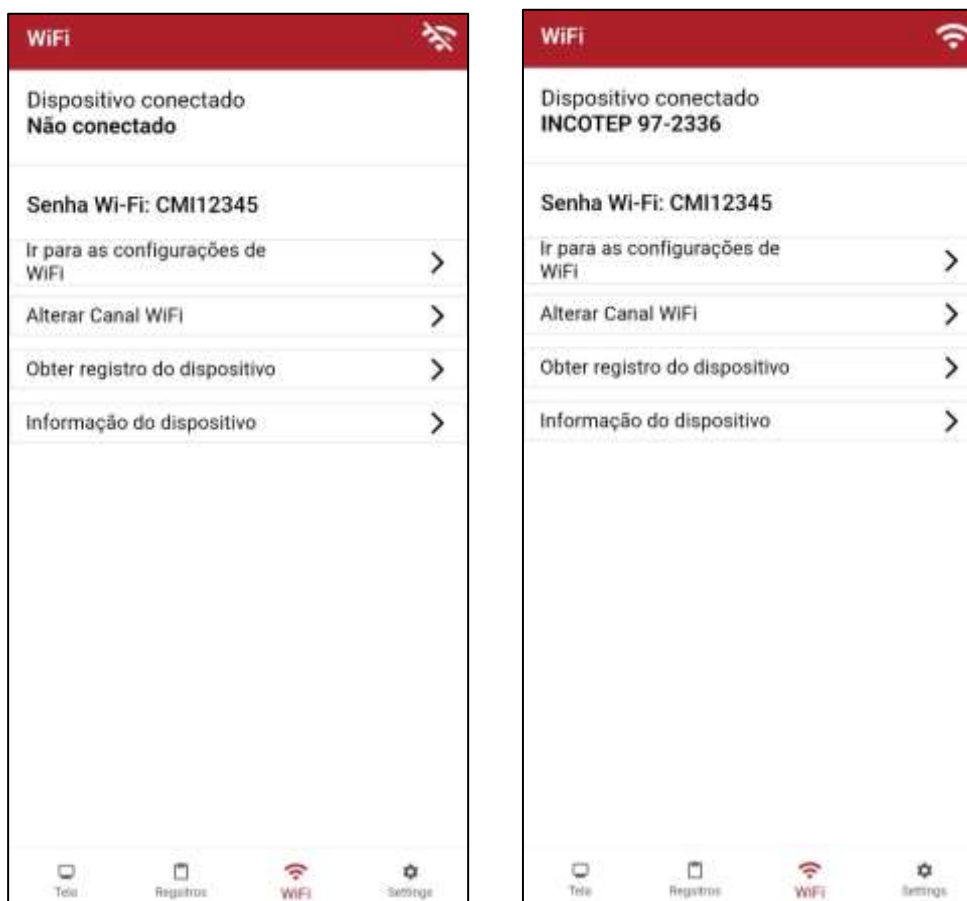 WiFi
Dispositivo conectado
Não conectado
Senha Wi-Fi: CMI12345
Ir para as configurações de
WiFi
Alterar Canal WiFi
Obter registro do dispositivo
Informação do dispositivo
Tela
Registros
WiFi
Settings
WiFi
Dispositivo conectado
INCOTEP 97-2336
Senha Wi-Fi: CMI12345
Ir para as configurações de
WiFi
Alterar Canal WiFi
Obter registro do dispositivo
Informação do dispositivo
Tela
Registros
WiFi
Settings